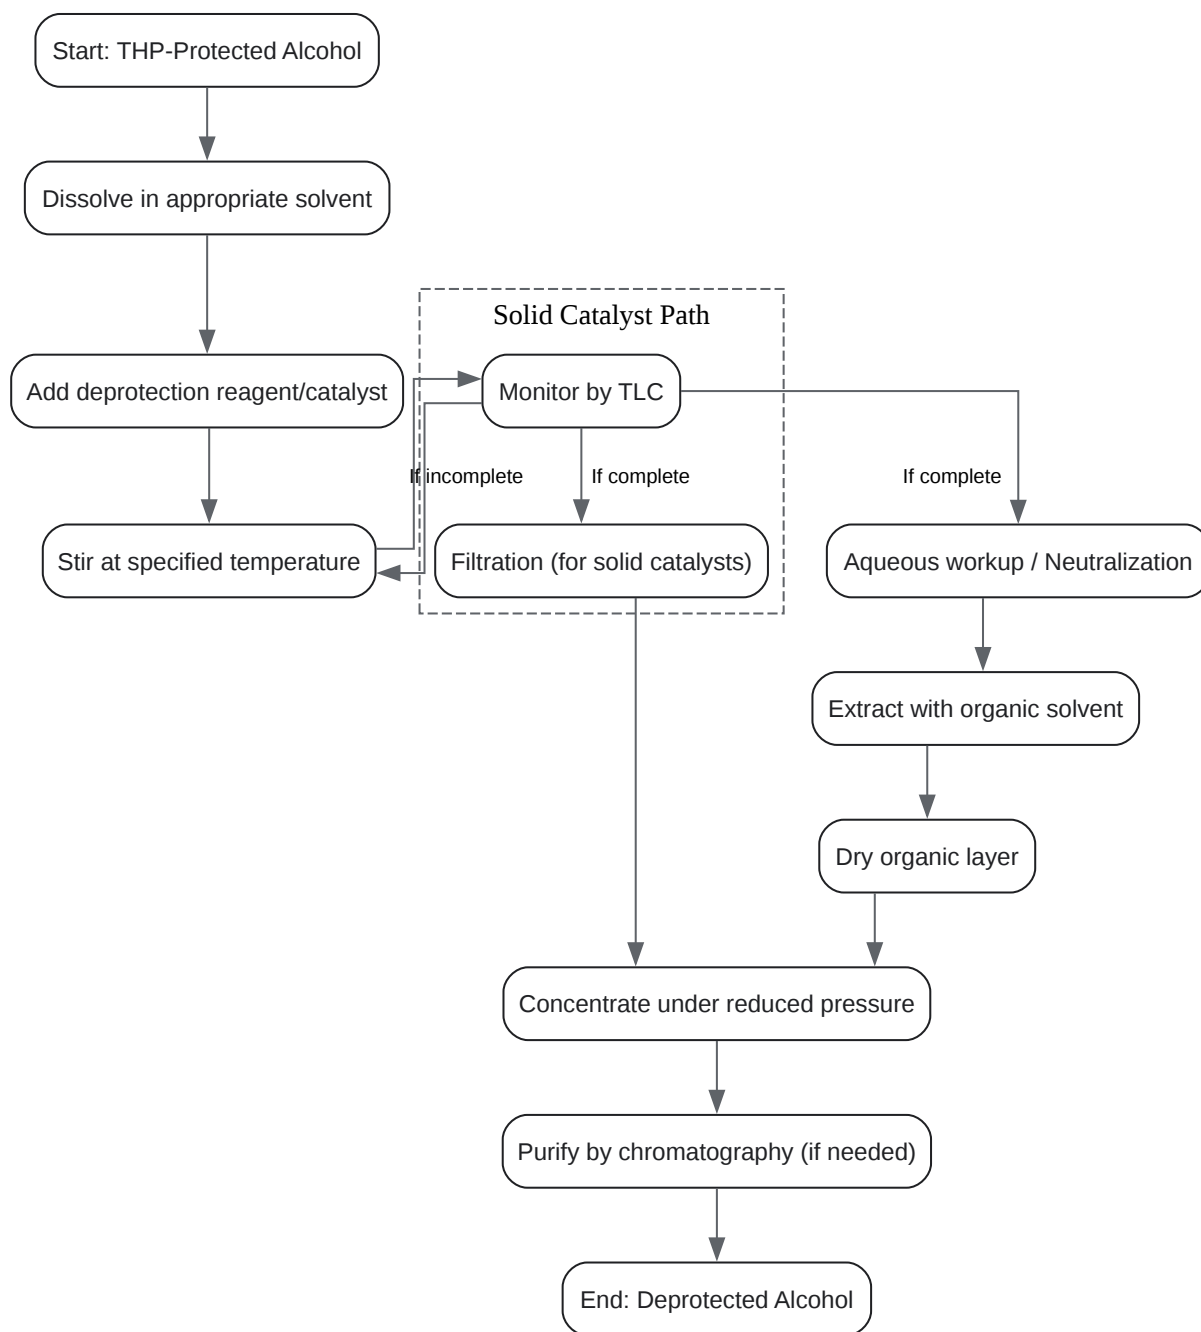 Start: THP-Protected Alcohol
Dissolve in appropriate solvent
Solid Catalyst Path
Add deprotection reagent/catalyst
Monitor by TLC
If incomplete
If complete
If complete
Stir at specified temperature
Filtration (for solid catalysts)
Aqueous workup / Neutralization
Extract with organic solvent
Dry organic layer
Concentrate under reduced pressure
Purify by chromatography (if needed)
End: Deprotected Alcohol